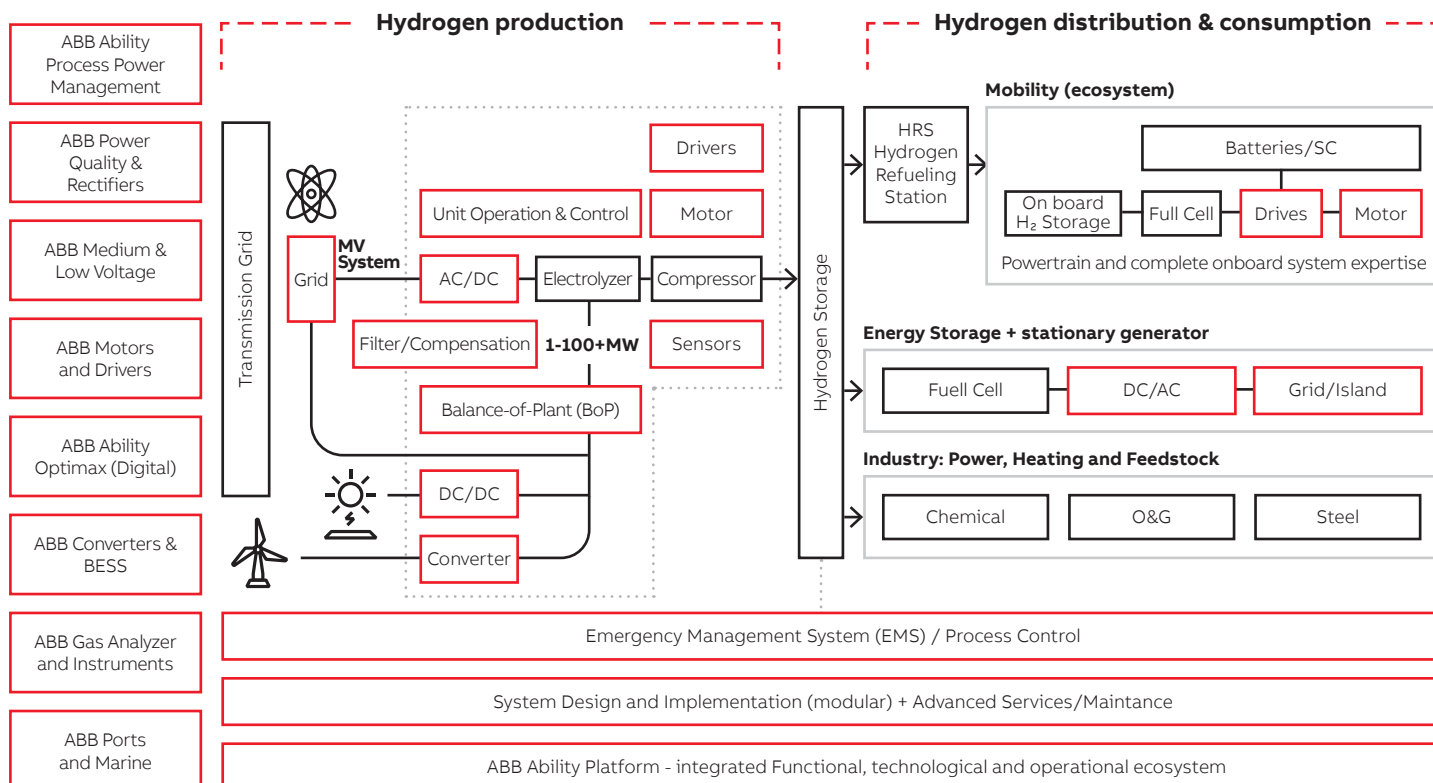 Hydrogen production
Hydrogen distribution & consumption
ABB Ability
Process Power
Management
ABB Power
Quality &
Rectifiers
ABB Medium &
Low Voltage
ABB Motors
and Drivers
ABB Ability
Optimax (Digital)
ABB Converters &
BESS
ABB Gas Analyzer
and Instruments
ABB Ports
and Marine
Transmission Grid
Grid
MV
System
Drivers
Unit Operation & Control
Motor
AC/DC
Electrolyzer
Compressor
Filter/Compensation
1-100+MW
Sensors
Balance-of-Plant (BoP)
DC/DC
Converter
Hydrogen Storage
HRS
Hydrogen
Refueling
Station
Mobility (ecosystem)
Batteries/SC
On board
H₂ Storage
Full Cell
Drives
Motor
Powertrain and complete onboard system expertise
Energy Storage + stationary generator
Fuell Cell
DC/AC
Grid/Island
Industry: Power, Heating and Feedstock
Chemical
O&G
Steel
Emergency Management System (EMS) / Process Control
System Design and Implementation (modular) + Advanced Services/Maintance
ABB Ability Platform - integrated Functional, technological and operational ecosystem